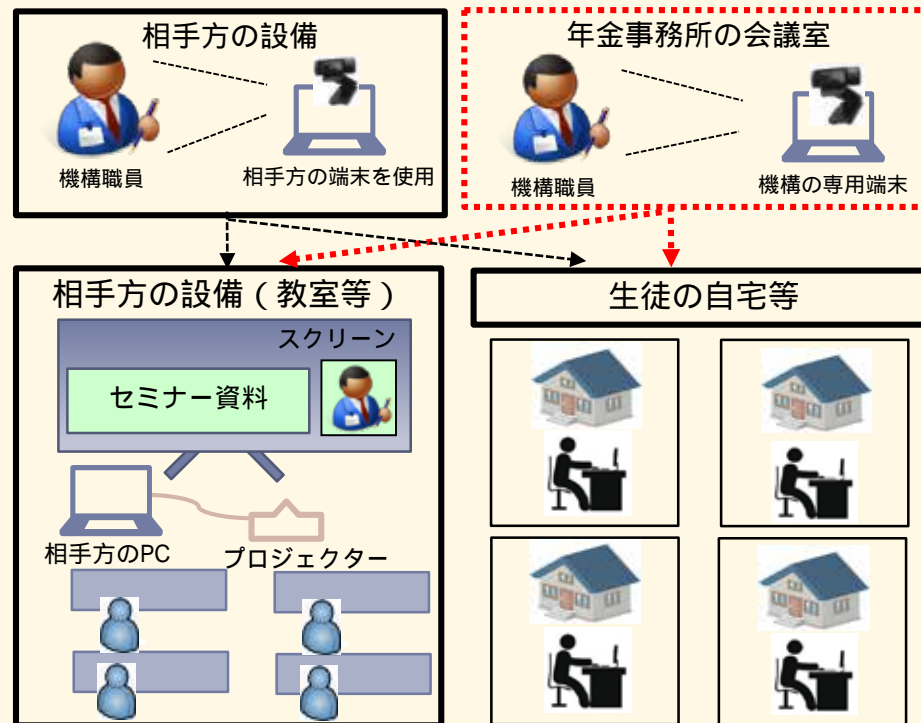 相手方の設備
機構職員
相手方の端末を使用
年金事務所の会議室
機構職員
機構の専用端末
相手方の設備（教室等）
スクリーン
セミナー資料
相手方のPC
プロジェクター
生徒の自宅等